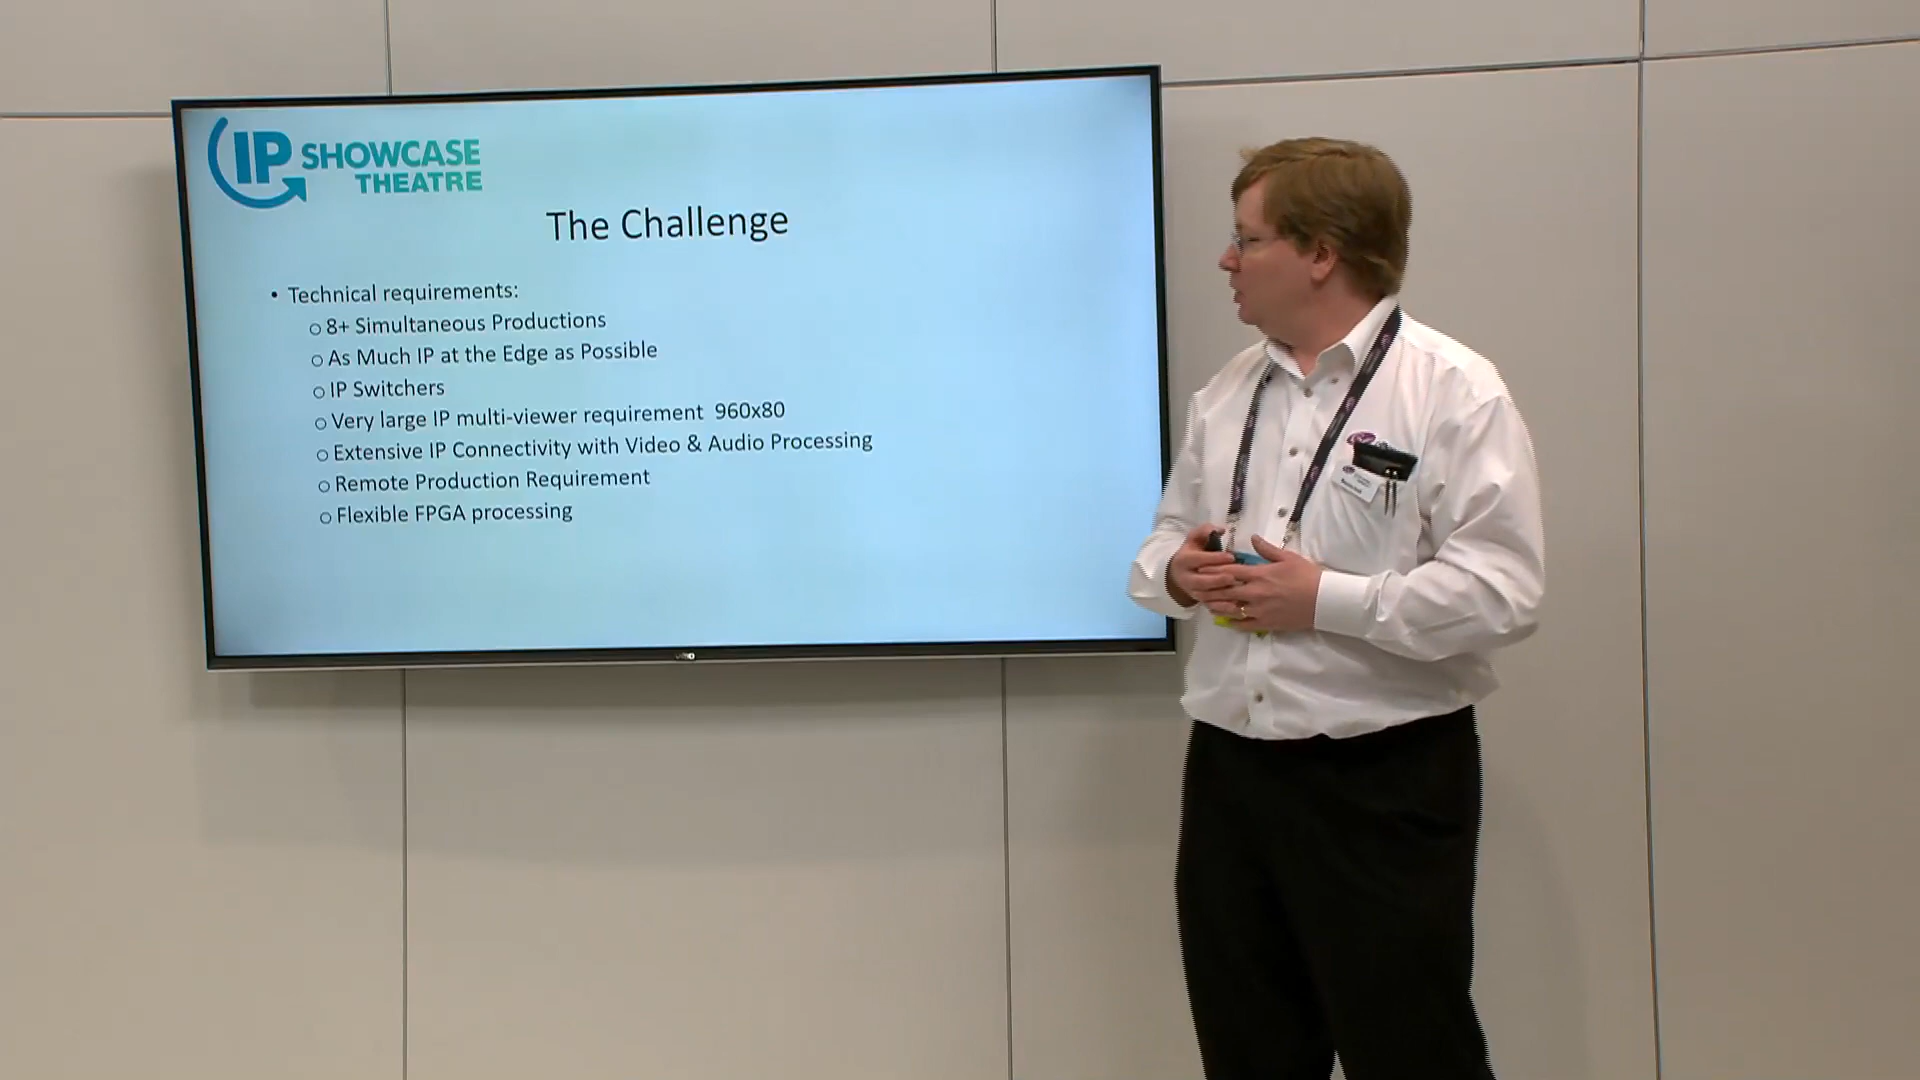 IP SHOWCASE
THEATRE
The Challenge
• Technical requirements:
o 8+ Simultaneous Productions
o As Much IP at the Edge as Possible
o IP Switchers
o Very large IP multi-viewer requirement 960x80
o Extensive IP Connectivity with Video & Audio Processing
o Remote Production Requirement
o Flexible FPGA processing